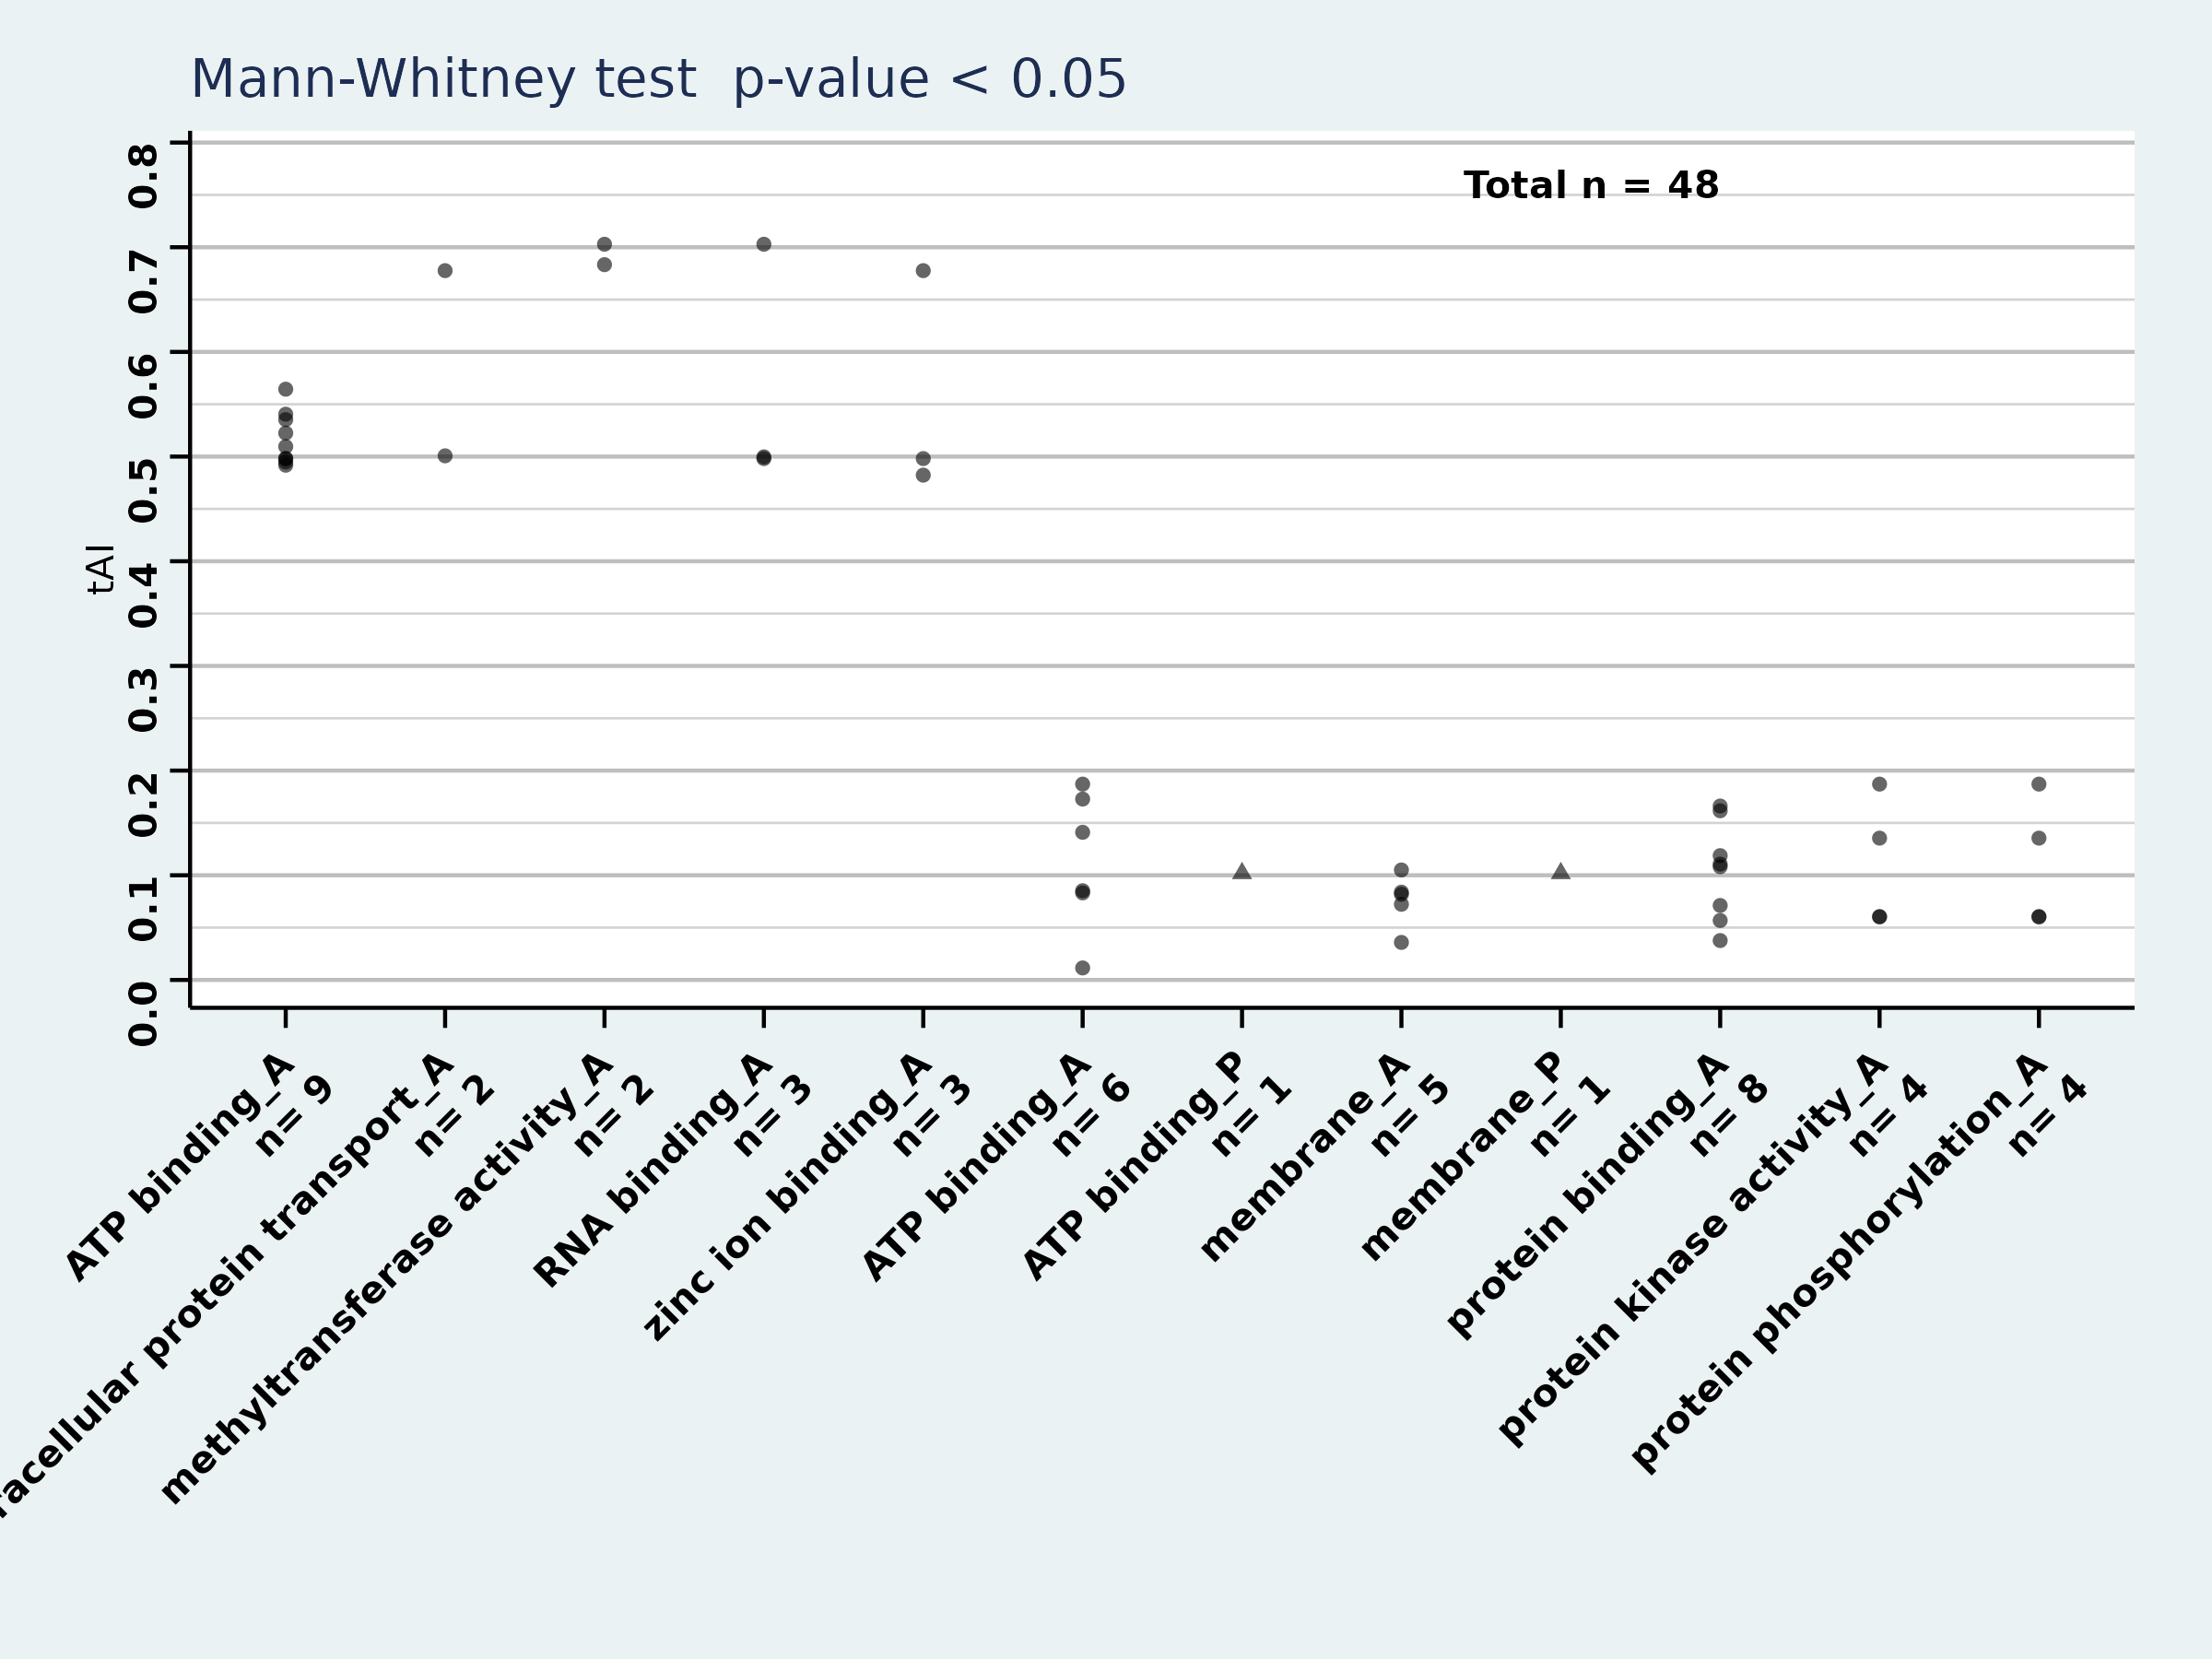 Mann-Whitney test  p-value < 0.05
Total n = 48
tAI
0.8
0.7
0.6
0.5
0.4
0.3
0.2
0.1
0.0
ATP binding_A
n= 9
protein transport_A
n= 2
methyltransferase activity_A
n= 2
RNA binding_A
n= 3
zinc ion binding_A
n= 3
ATP binding_A
n= 6
ATP binding_P
n= 1
membrane_A
n= 5
membrane_P
n= 1
protein binding_A
n= 8
protein kinase activity_A
n= 4
protein phosphorylation_A
n= 4